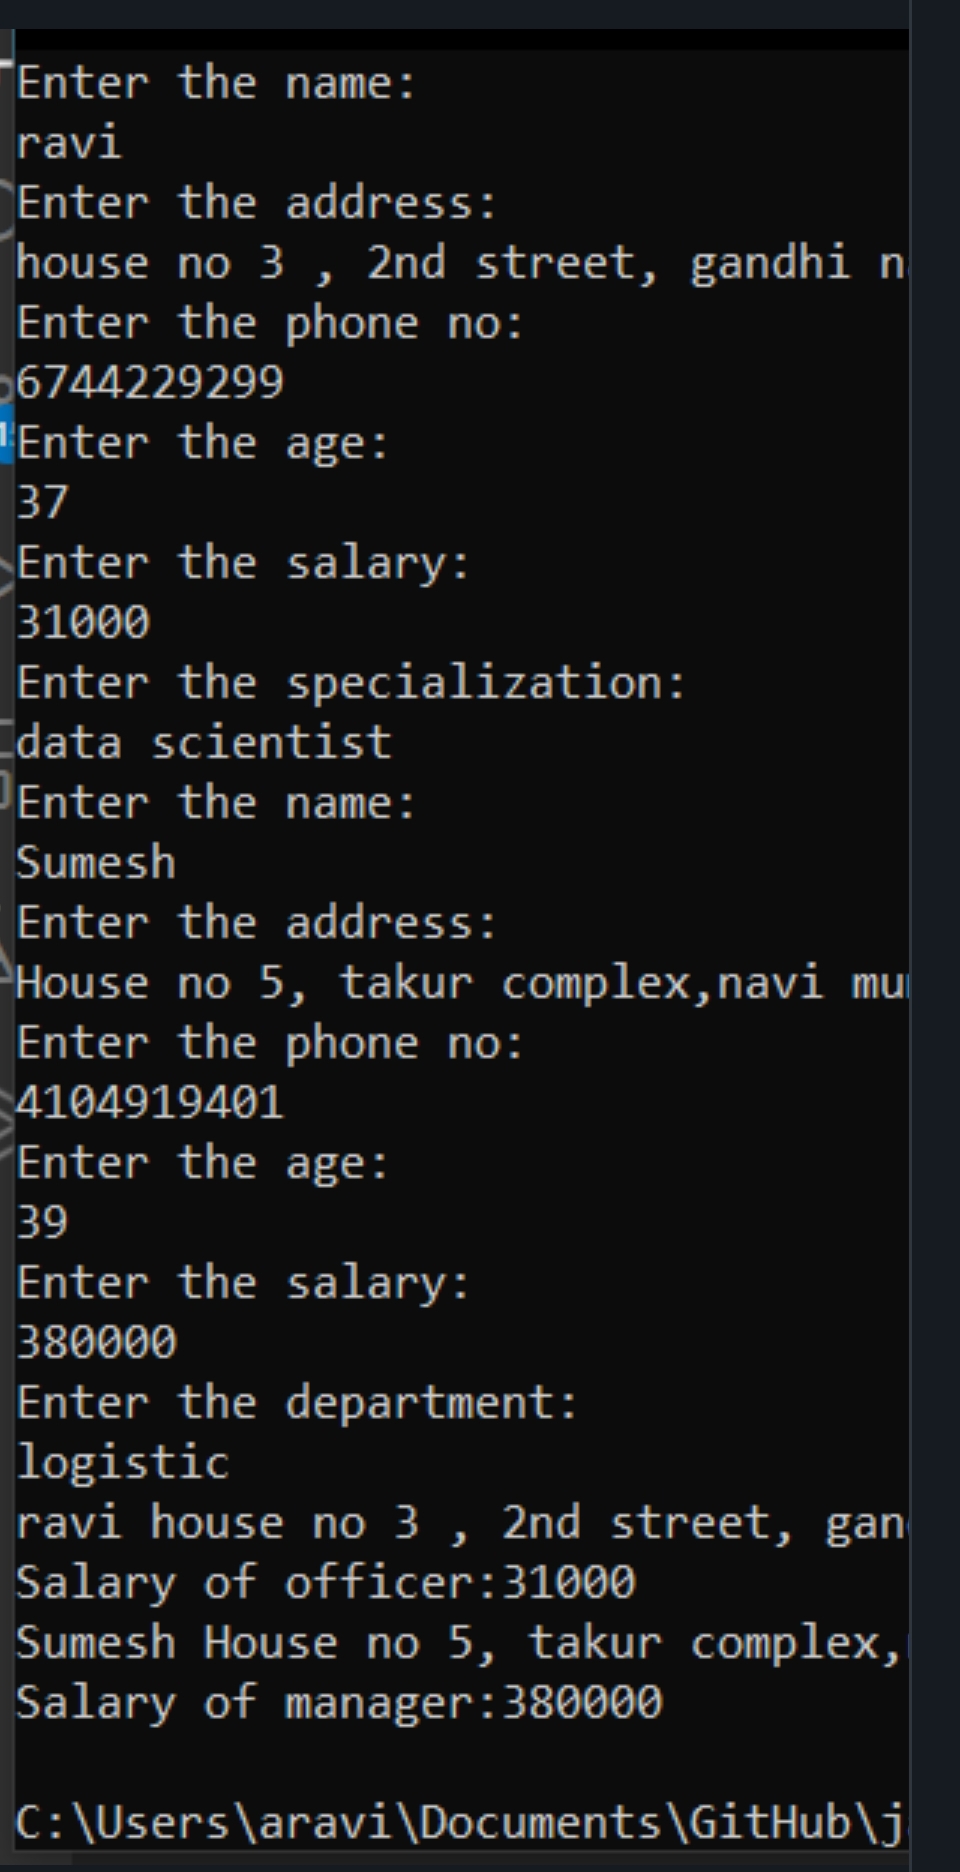 Enter the name:
ravi
Enter the address:
house no 3 , 2nd street, gandhi
Enter the phone no:
6744229299
Enter the age:
37
Enter the salary:
31000
Enter the specialization:
data scientist
Enter the name:
Sumesh
Enter the address:
House no 5, takur complex,navi
Enter the phone no:
4104919401
Enter the age:
39
Enter the salary:
380000
Enter the department:
logistic
ravi house no 3 , 2nd street,
Salary of officer:31000
Sumesh House no 5, takur complex,
Salary of manager:380000
C:\Users\aravi\Documents\GitHub\j